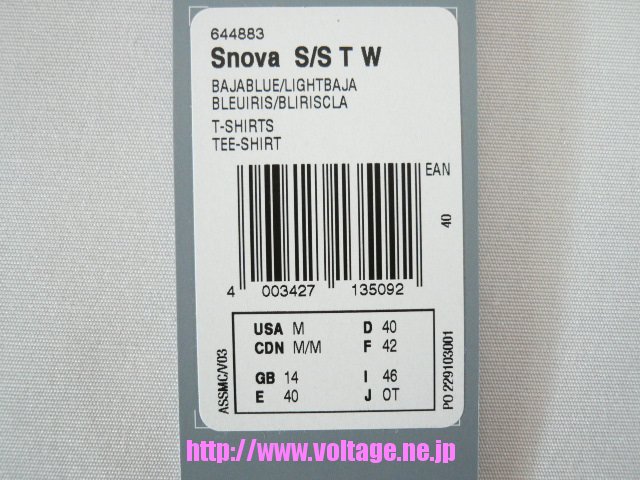 644883
Snova S/S T W
BAJABLUE/LIGHTBAJA
BLEUIRIS/BLIRISCLA
T-SHIRTS
TEE-SHIRT
EAN
40
4 003427 135092
USA M D 40
CDN M/M F 42
GB 14 I 46
E 40 J OT
ASSMC/V03
PO 229103001
http://www.voltage.ne.jp